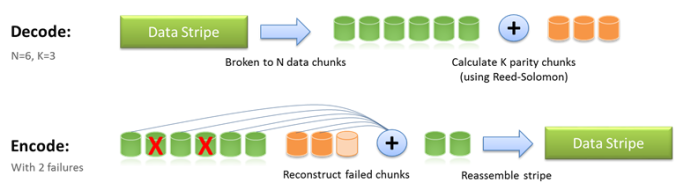 Decode:
N=6, K=3
Data Stripe
Broken to N data chunks
+
Calculate K parity chunks
(using Reed-Solomon)
Encode:
With 2 failures
X
X
Reconstruct failed chunks
+
Reassemble stripe
Data Stripe